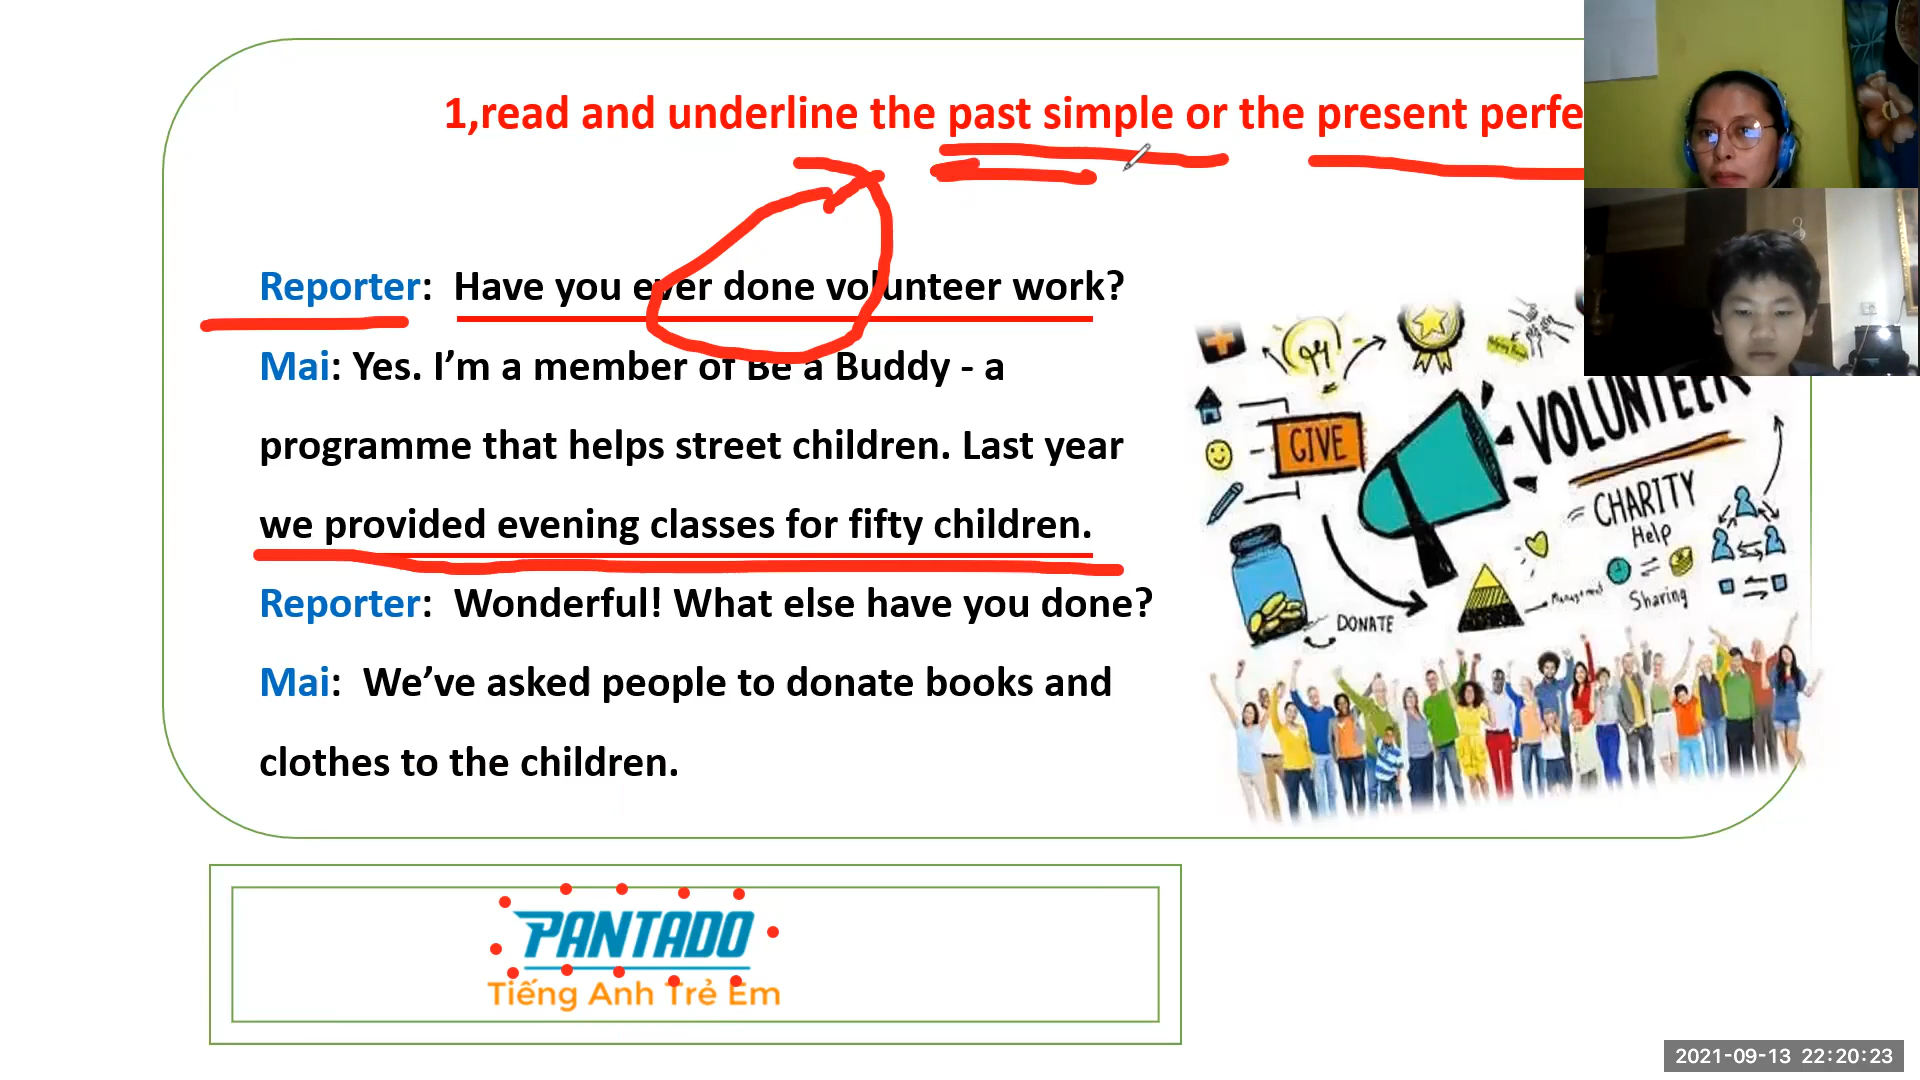 1,read and underline the past simple or the present perfe
Reporter: Have you ever done volunteer work?
Mai: Yes. I'm a member of Be a Buddy - a
programme that helps street children. Last year
we provided evening classes for fifty children.
Reporter: Wonderful! What else have you done?
Mai: We've asked people to donate books and
clothes to the children.
GIVE
VOLUNTEER
CHARITY
Help
Management
Sharing
DONATE
PANTADO
Tiếng Anh Trẻ Em
2021-09-13 22:20:23